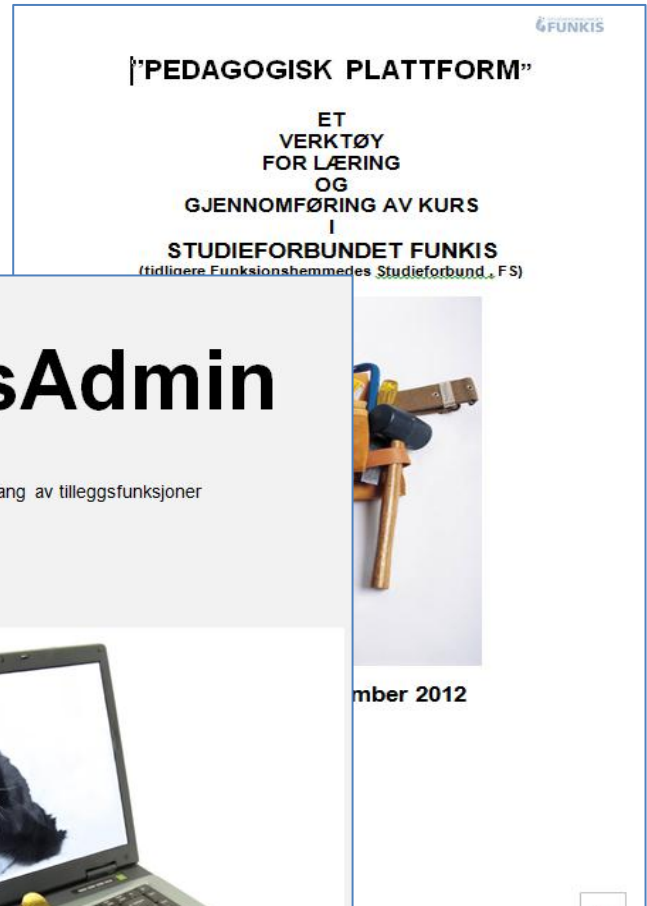 FUNKIS
"PEDAGOGISK PLATTFORM”
ET
VERKTØY
FOR LÆRING
OG
GJENNOMFØRING AV KURS
I
STUDIEFORBUNDET FUNKIS
(tidligere Funksjonshemmedes Studieforbund , FS)
sAdmin
ang av tilleggsfunksjoner
mber 2012